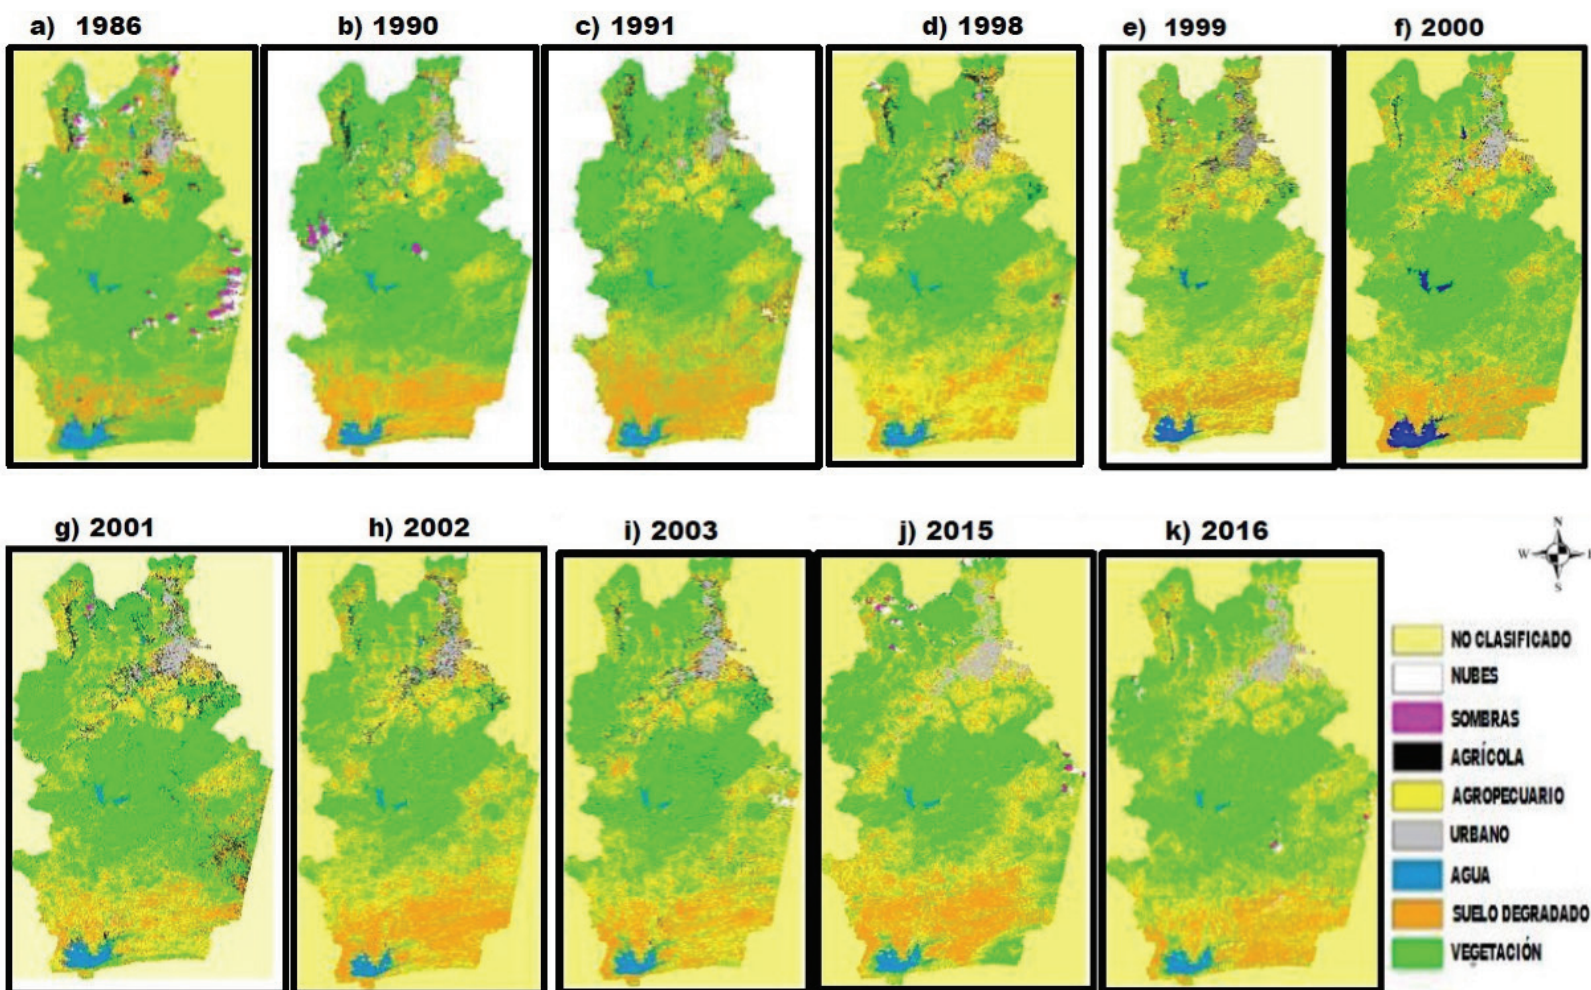 a) 1986
b) 1990
c) 1991
d) 1998
e) 1999
f) 2000
g) 2001
h) 2002
i) 2003
j) 2015
k) 2016
N
W
E
S
NO CLASIFICADO
NUBES
SOMBRAS
AGRÍCOLA
AGROPECUARIO
URBANO
AGUA
SUELO DEGRADADO
VEGETACIÓN